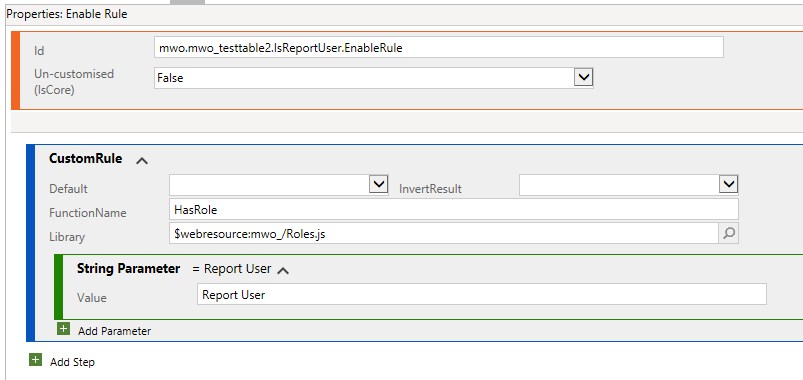 Properties: Enable Rule
Id mwo.mwo_testtable2.IsReportUser.EnableRule
Un-customised False
(IsCore)
CustomRule
Default InvertResult
FunctionName HasRole
Library $webresource:mwo_/Roles.js
String Parameter = Report User
Value Report User
Add Parameter
Add Step